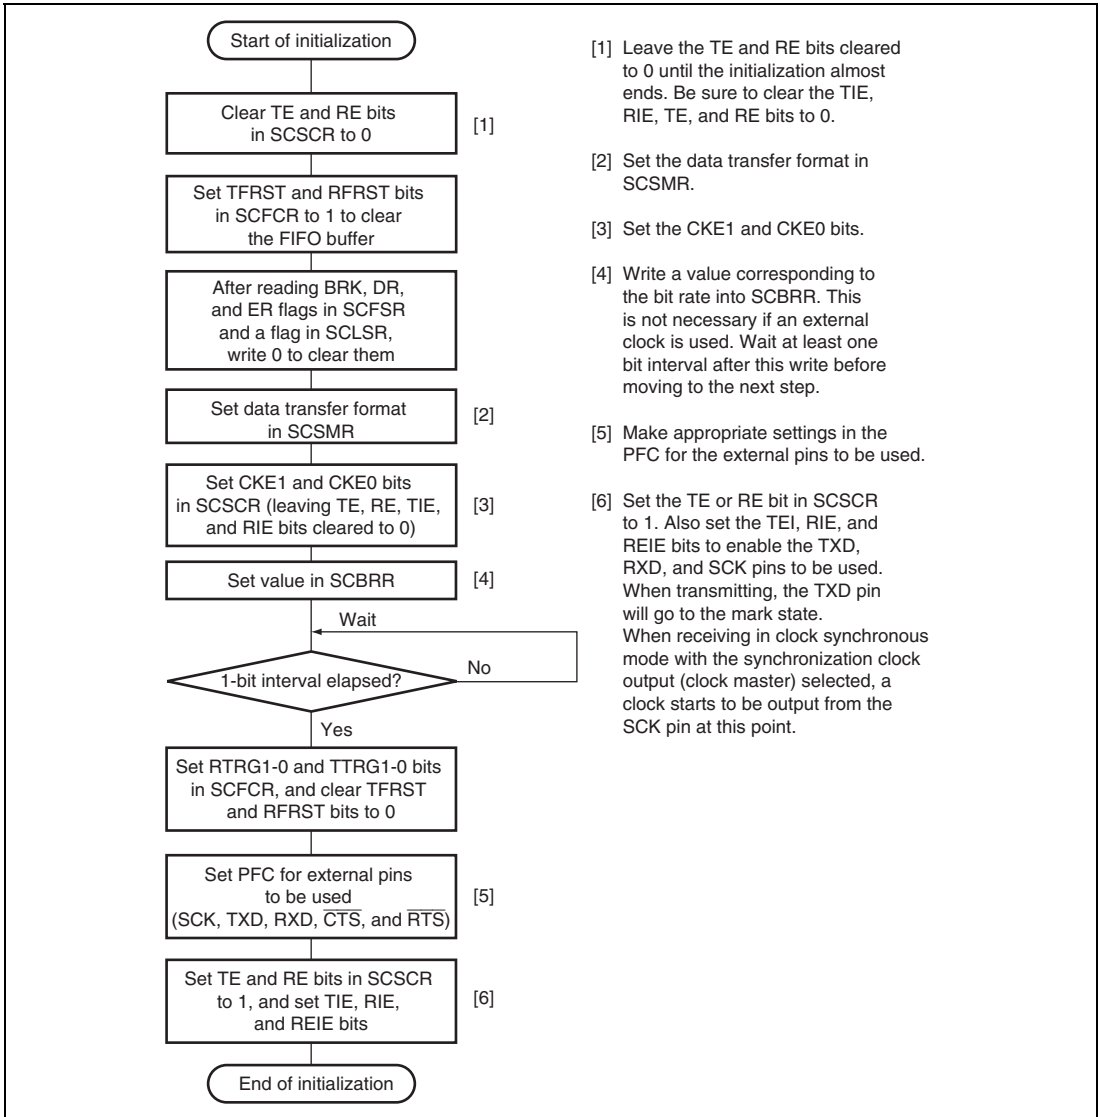 Start of initialization
Clear TE and RE bits
in SCSCR to 0
[1]
Set TFRST and RFRST bits
in SCFCR to 1 to clear
the FIFO buffer
After reading BRK, DR,
and ER flags in SCFSR
and a flag in SCLSR,
write 0 to clear them
Set data transfer format
in SCSMR
[2]
Set CKE1 and CKE0 bits
in SCSCR (leaving TE, RE, TIE,
and RIE bits cleared to 0)
[3]
Set value in SCBRR
[4]
Wait
1-bit interval elapsed?
No
Yes
Set RTRG1-0 and TTRG1-0 bits
in SCFCR, and clear TFRST
and RFRST bits to 0
Set PFC for external pins
to be used
(SCK, TXD, RXD, C̅T̅S̅, and R̅T̅S̅)
[5]
Set TE and RE bits in SCSCR
to 1, and set TIE, RIE,
and REIE bits
[6]
End of initialization
[1] Leave the TE and RE bits cleared
to 0 until the initialization almost
ends. Be sure to clear the TIE,
RIE, TE, and RE bits to 0.
[2] Set the data transfer format in
SCSMR.
[3] Set the CKE1 and CKE0 bits.
[4] Write a value corresponding to
the bit rate into SCBRR. This
is not necessary if an external
clock is used. Wait at least one
bit interval after this write before
moving to the next step.
[5] Make appropriate settings in the
PFC for the external pins to be used.
[6] Set the TE or RE bit in SCSCR
to 1. Also set the TEI, RIE, and
REIE bits to enable the TXD,
RXD, and SCK pins to be used.
When transmitting, the TXD pin
will go to the mark state.
When receiving in clock synchronous
mode with the synchronization clock
output (clock master) selected, a
clock starts to be output from the
SCK pin at this point.